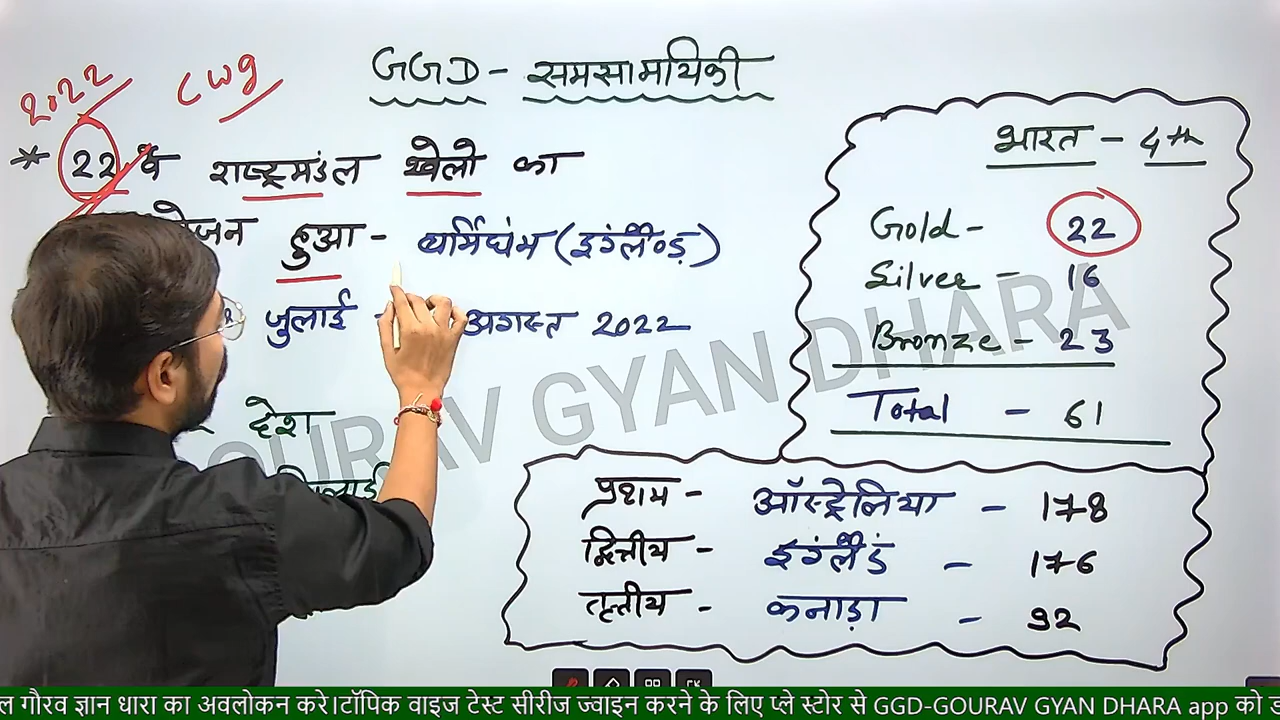 GGD - समसामयिकी
2022 CWG
* 22 वे राष्ट्रमंडल खेलो का
योजन हुआ - बर्मिघंम (इंग्लैण्ड़)
जुलाई - अगस्त 2022
देश
भारत - 4th
Gold - 22
Silver - 16
Bronze - 23
Total - 61
प्रथम - ऑस्ट्रेलिया - 178
द्वितीय - इंग्लैंड - 176
तृतीय - कनाड़ा - 92
GOURAV GYAN DHARA
ल गौरव ज्ञान धारा का अवलोकन करे।टॉपिक वाइज टेस्ट सीरीज ज्वाइन करने के लिए प्ले स्टोर से GGD-GOURAV GYAN DHARA app को ड